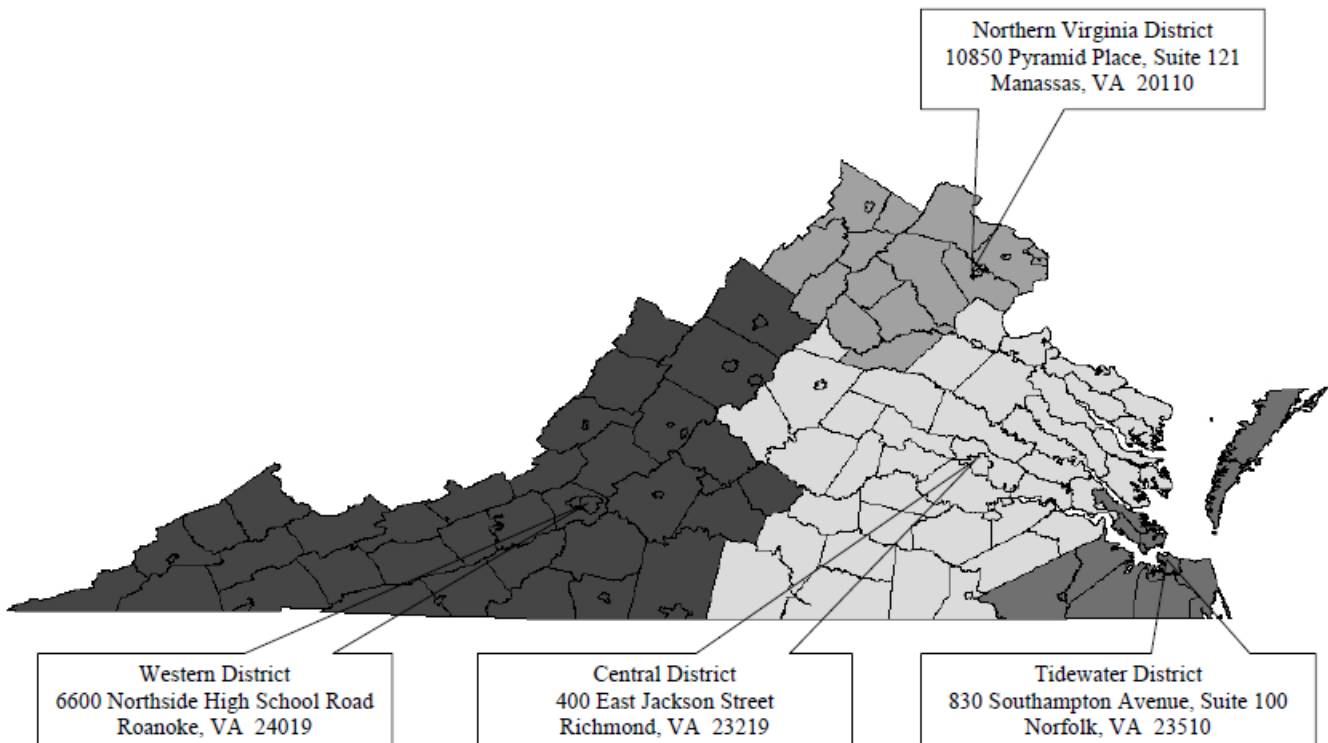 Northern Virginia District
10850 Pyramid Place, Suite 121
Manassas, VA  20110
Western District
6600 Northside High School Road
Roanoke, VA  24019
Central District
400 East Jackson Street
Richmond, VA  23219
Tidewater District
830 Southampton Avenue, Suite 100
Norfolk, VA  23510